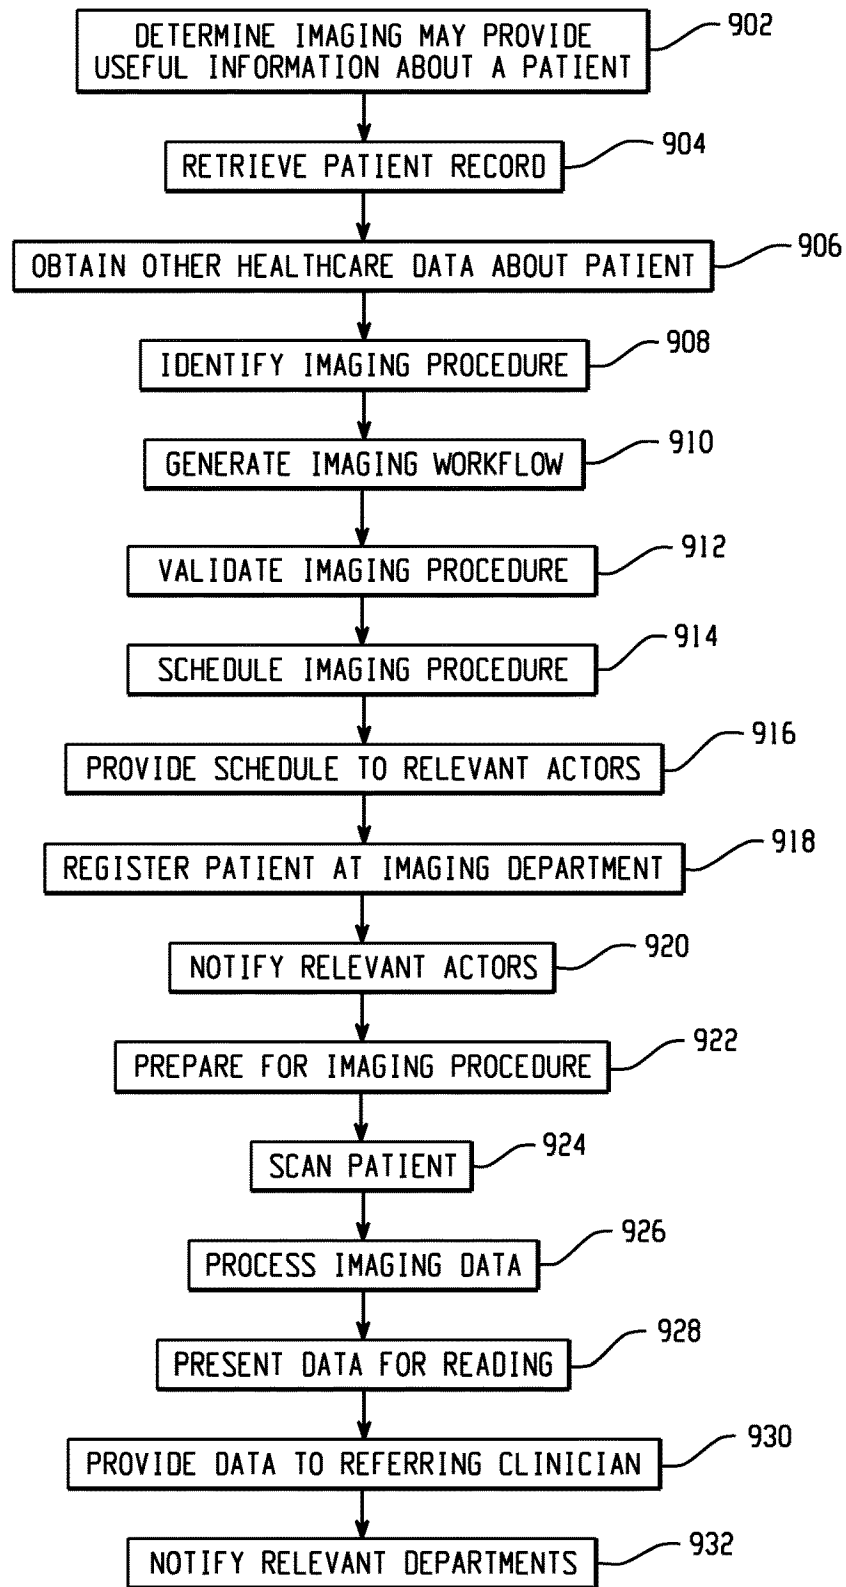 DETERMINE IMAGING MAY PROVIDE
USEFUL INFORMATION ABOUT A PATIENT
902
RETRIEVE PATIENT RECORD
904
OBTAIN OTHER HEALTHCARE DATA ABOUT PATIENT
906
IDENTIFY IMAGING PROCEDURE
908
GENERATE IMAGING WORKFLOW
910
VALIDATE IMAGING PROCEDURE
912
SCHEDULE IMAGING PROCEDURE
914
PROVIDE SCHEDULE TO RELEVANT ACTORS
916
REGISTER PATIENT AT IMAGING DEPARTMENT
918
NOTIFY RELEVANT ACTORS
920
PREPARE FOR IMAGING PROCEDURE
922
SCAN PATIENT
924
PROCESS IMAGING DATA
926
PRESENT DATA FOR READING
928
PROVIDE DATA TO REFERRING CLINICIAN
930
NOTIFY RELEVANT DEPARTMENTS
932